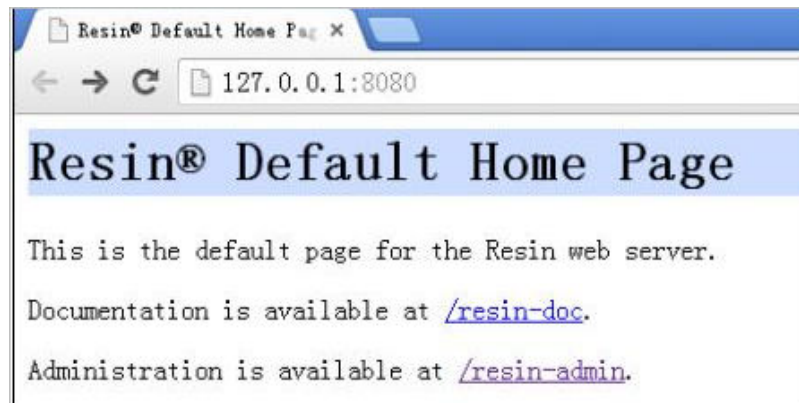 Resin® Default Home Pag
127.0.0.1:8080
Resin® Default Home Page
This is the default page for the Resin web server.
Documentation is available at /resin-doc.
Administration is available at /resin-admin.